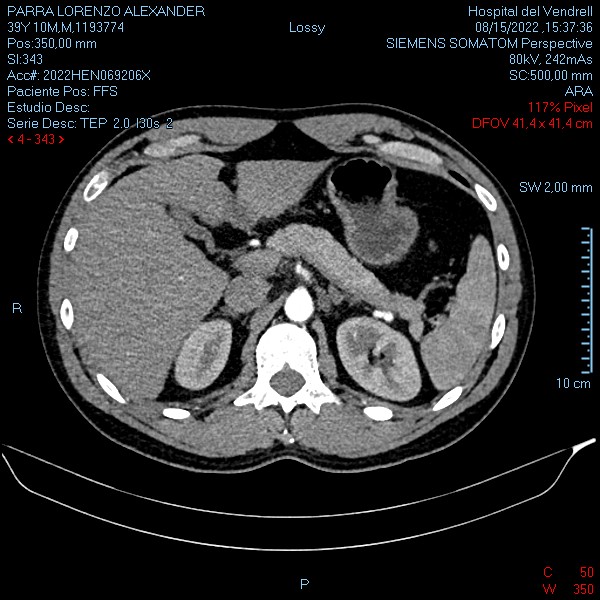 PARRA LORENZO ALEXANDER
39Y 10M,M,1193774
Pos:350,00 mm
SI:343
Acc#: 2022HEN069206X
Paciente Pos: FFS
Estudio Desc:
Serie Desc: TEP 2.0 I30s 2
< 4 - 343 >
Lossy
Hospital del Vendrell
08/15/2022 ,15:37:36
SIEMENS SOMATOM Perspective
80kV, 242mAs
SC:500,00 mm
ARA
117% Pixel
DFOV 41,4 x 41,4 cm
SW 2,00 mm
R
10 cm
P
C 50
W 350